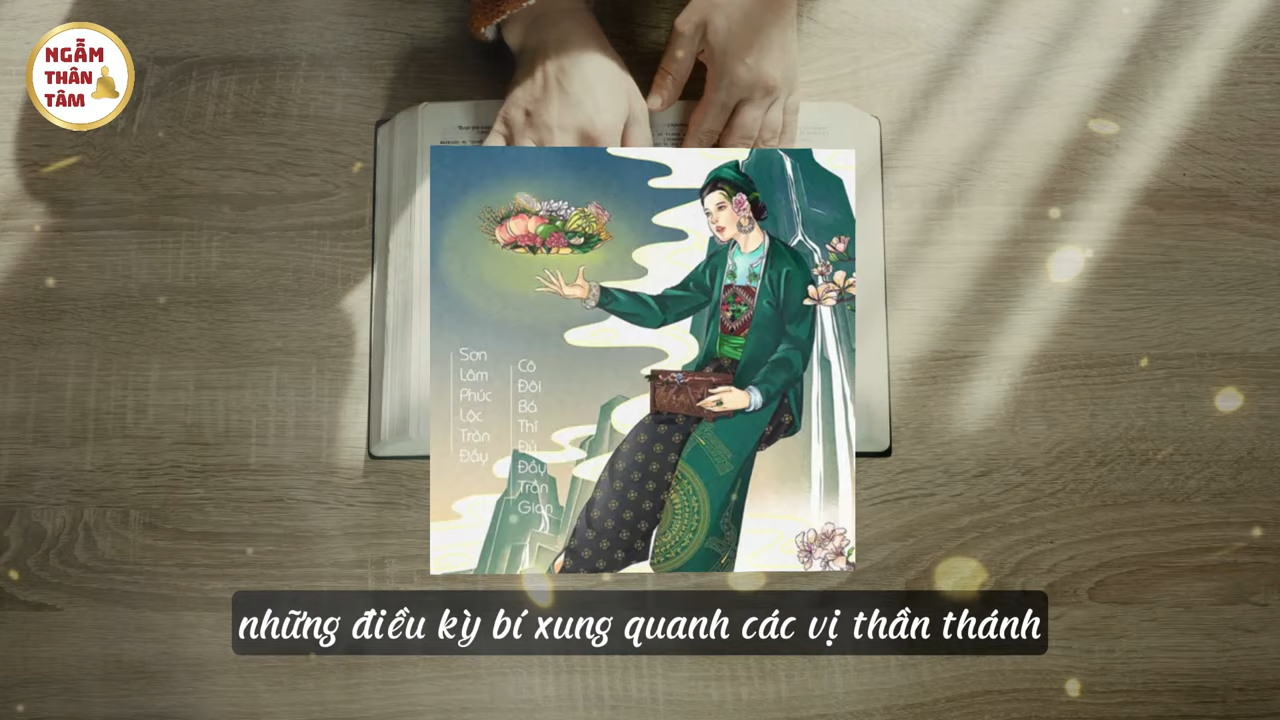 NGẪM
THÂN
TÂM
Sơn
Lâm
Phúc
Lộc
Tràn
Đầy
Cô
Đôi
Bá
Thí
Đủ
Đầy
Trần
Gian
những điều kỳ bí xung quanh các vị thần thánh